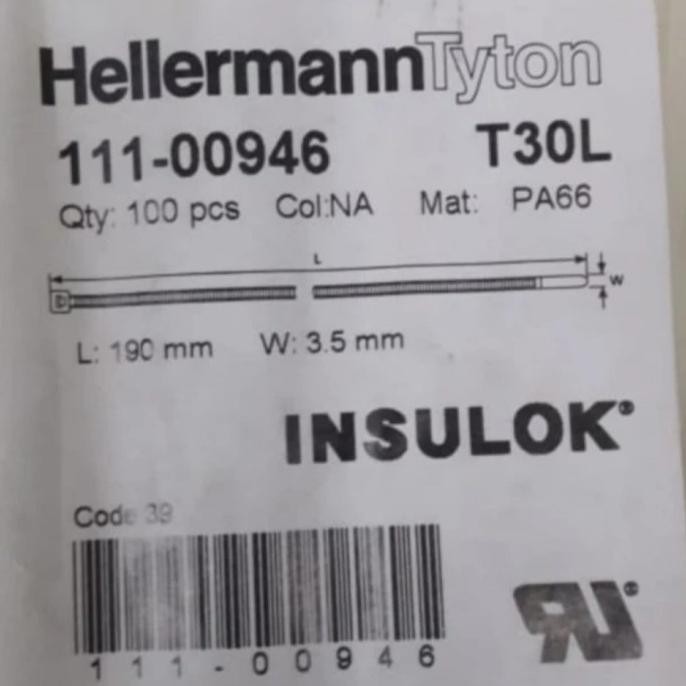 HellermannTyton
111-00946 T30L
Qty: 100 pcs Col:NA Mat: PA66
L
W
L: 190 mm W: 3.5 mm
INSULOK®
Code 39
111-00946